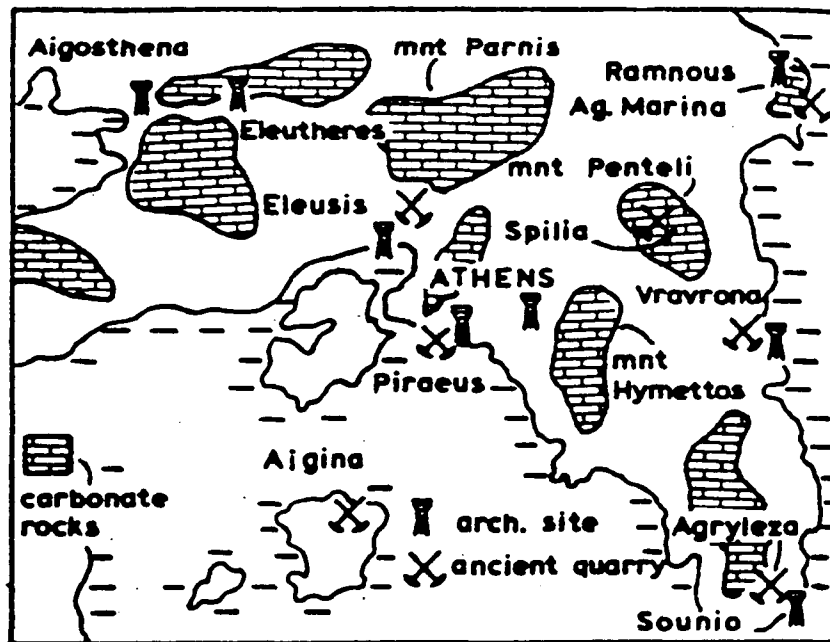 Aigosthena
mnt Parnis
Ramnous
Ag. Marina
Eleutheres
mnt Penteli
Eleusis
Spilia
ATHENS
Vravrona
Piraeus
mnt
Hymettos
Aigina
carbonate
rocks
arch. site
Agryleza
ancient quarry
Sounio